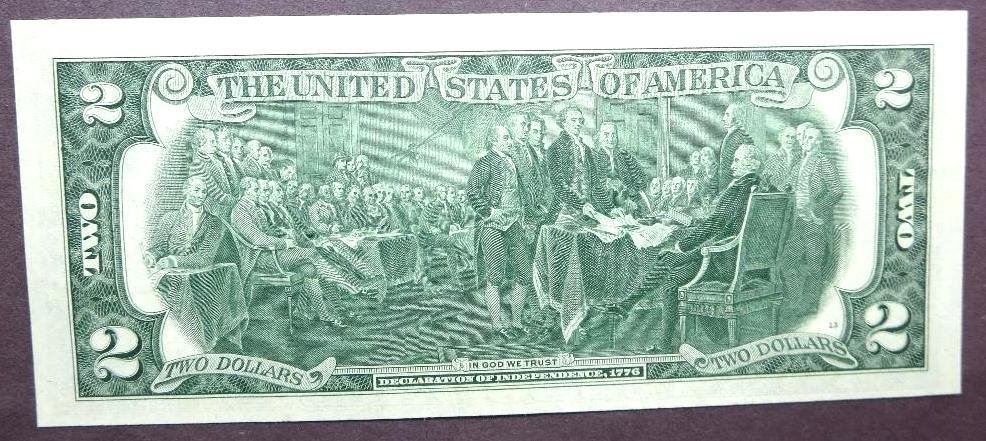 THE UNITED STATES OF AMERICA
2
2
TWO
TWO
2
2
TWO DOLLARS
IN GOD WE TRUST
TWO DOLLARS
DECLARATION OF INDEPENDENCE, 1776
13